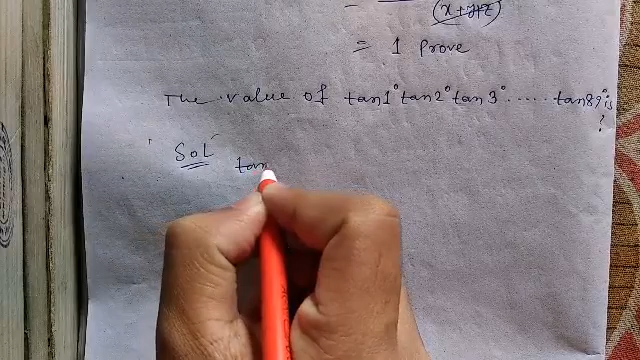 = (x+y+z)
= 1 Prove
The value of tan1° tan2° tan3° ..... tan89° is
?
Sol
tan